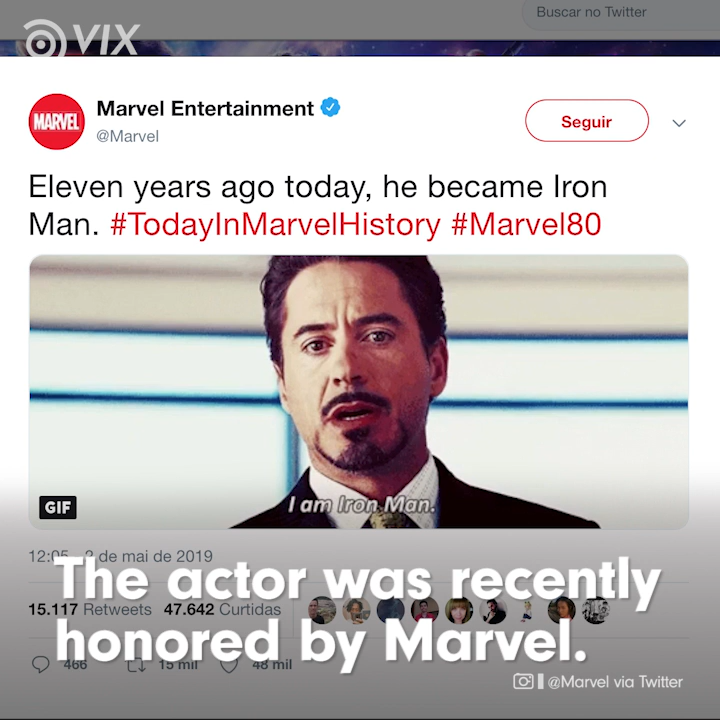 Buscar no Twitter
VIX
MARVEL
Marvel Entertainment
@Marvel
Seguir
Eleven years ago today, he became Iron
Man. #TodayInMarvelHistory #Marvel80
I am Iron Man.
GIF
12:05 2 de mai de 2019
The actor was recently
15.117 Retweets 47.642 Curtidas
honored by Marvel.
466 15 mil 48 mil
@Marvel via Twitter